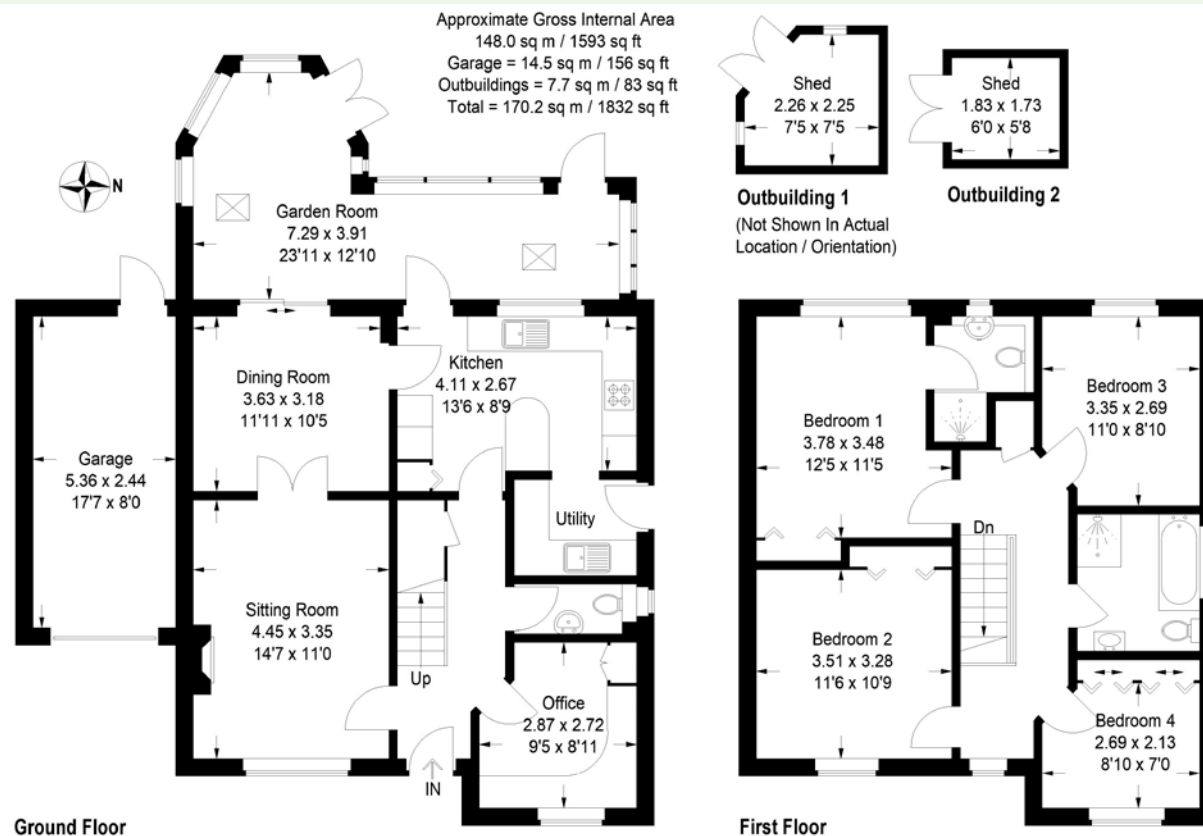 Approximate Gross Internal Area
148.0 sq m / 1593 sq ft
Garage = 14.5 sq m / 156 sq ft
Outbuildings = 7.7 sq m / 83 sq ft
Total = 170.2 sq m / 1832 sq ft
Shed
2.26 x 2.25
7'5 x 7'5
Outbuilding 1
(Not Shown In Actual
Location / Orientation)
Shed
1.83 x 1.73
6'0 x 5'8
Outbuilding 2
N
Garden Room
7.29 x 3.91
23'11 x 12'10
Dining Room
3.63 x 3.18
11'11 x 10'5
Kitchen
4.11 x 2.67
13'6 x 8'9
Garage
5.36 x 2.44
17'7 x 8'0
Utility
Sitting Room
4.45 x 3.35
14'7 x 11'0
Up
Office
2.87 x 2.72
9'5 x 8'11
IN
Ground Floor
Bedroom 1
3.78 x 3.48
12'5 x 11'5
Bedroom 3
3.35 x 2.69
11'0 x 8'10
Dn
Bedroom 2
3.51 x 3.28
11'6 x 10'9
Bedroom 4
2.69 x 2.13
8'10 x 7'0
First Floor